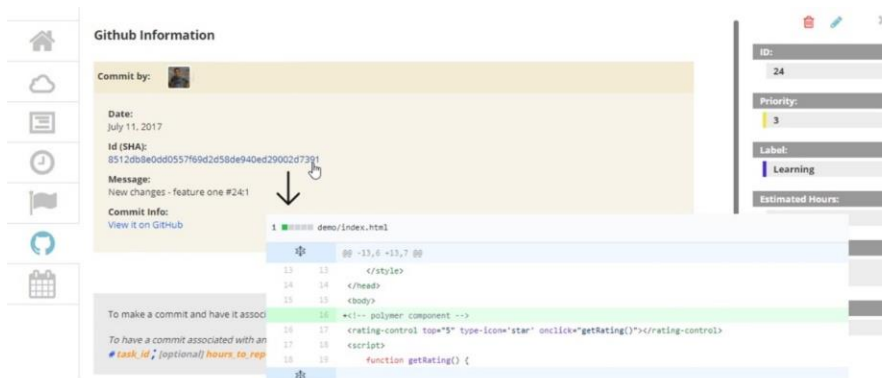 Github Information
Commit by:
Date:
July 11, 2017
Id (SHA):
8512db8e0dd0557f69d2d58de940ed29002d7391
Message:
New changes - feature one #24:1
Commit Info:
View it on GitHub
To make a commit and have it associ
To have a commit associated with an
# task_id ; [optional] hours_to_rep
1 demo/index.html
@@ -13,6 +13,7 @@
13 13 </style>
14 14 </head>
15 15 <body>
16 +<!-- polymer component -->
16 17 <rating-control top="5" type-icon='star' onclick="getRating()"></rating-control>
17 18 <script>
18 19 function getRating() {
ID:
24
Priority:
3
Label:
Learning
Estimated Hours: